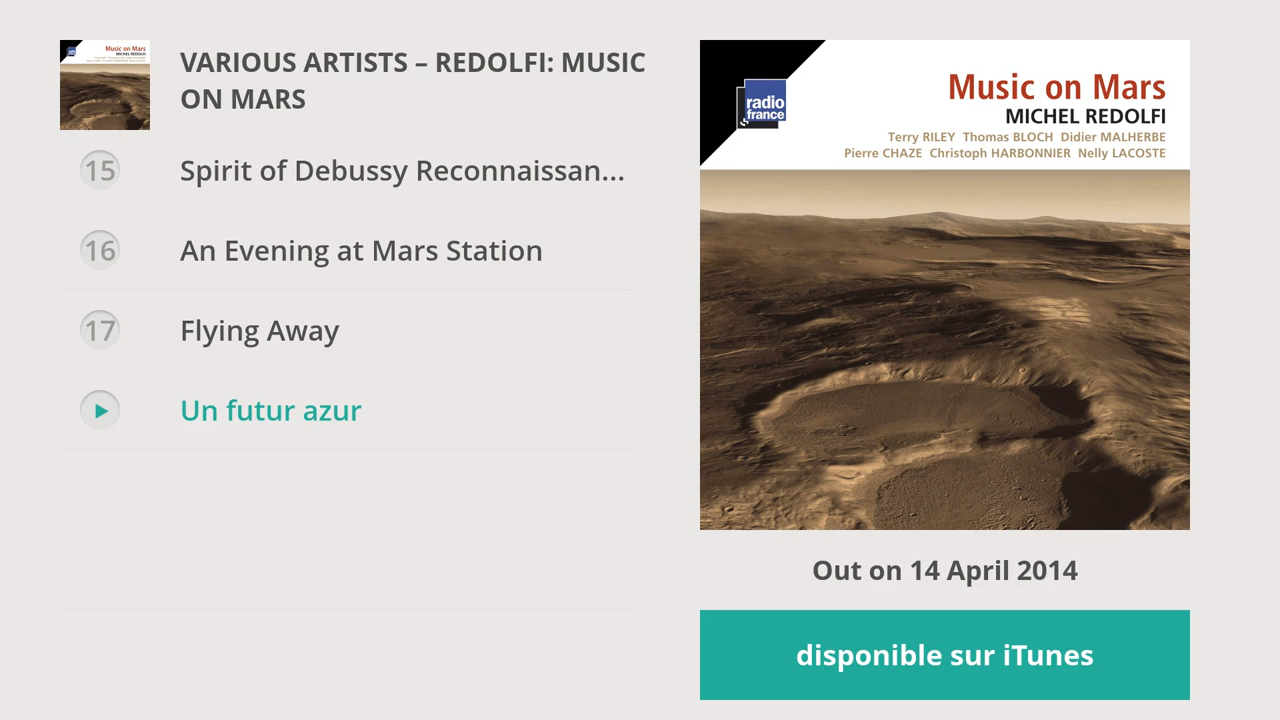 VARIOUS ARTISTS – REDOLFI: MUSIC
ON MARS
15 Spirit of Debussy Reconnaissan...
16 An Evening at Mars Station
17 Flying Away
Un futur azur
radio
france
Music on Mars
MICHEL REDOLFI
Terry RILEY Thomas BLOCH Didier MALHERBE
Pierre CHAZE Christoph HARBONNIER Nelly LACOSTE
Out on 14 April 2014
disponible sur iTunes